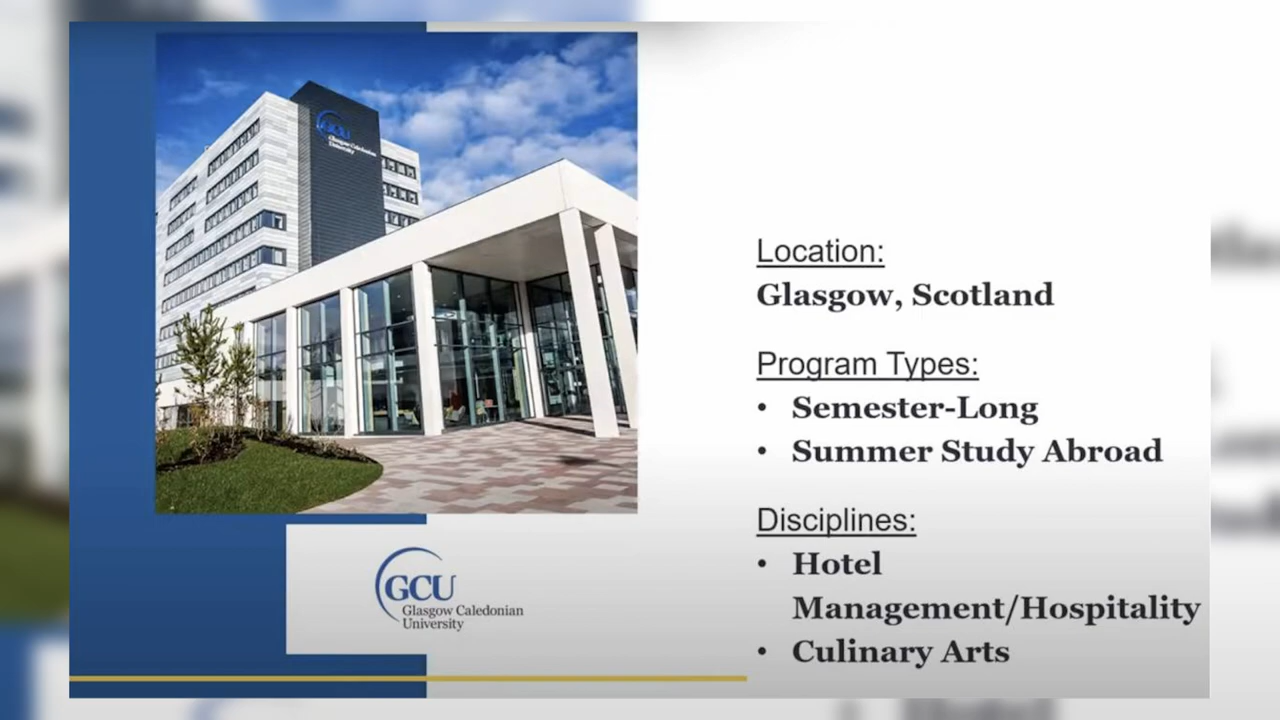 GCU
Glasgow Caledonian
University
Location:
Glasgow, Scotland
Program Types:
• Semester-Long
• Summer Study Abroad
Disciplines:
• Hotel
Management/Hospitality
• Culinary Arts
GCU
Glasgow Caledonian
University